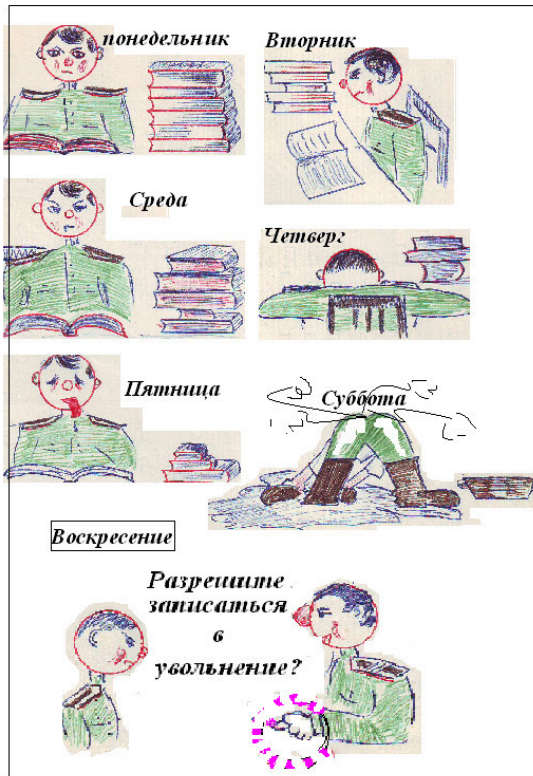 понедельник
Вторник
Среда
Четверг
Пятница
Суббота
Воскресение
Разрешите
записаться
в
увольнение?